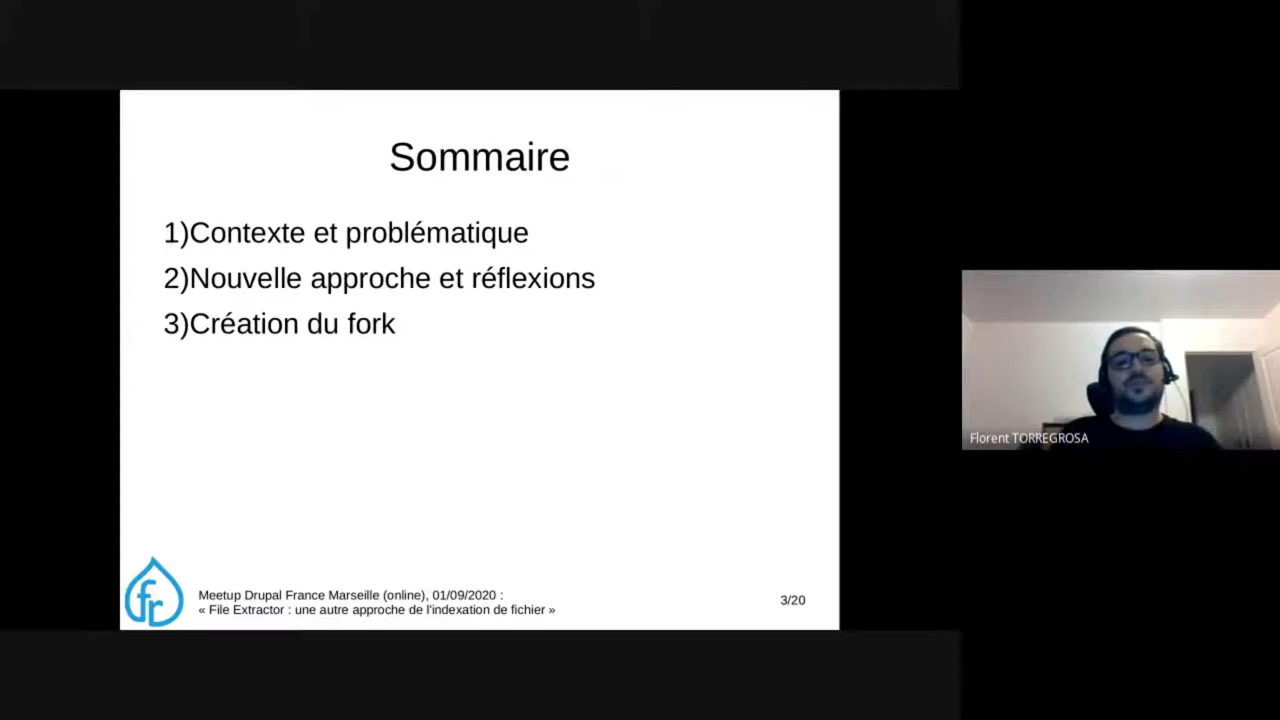 Sommaire
1)Contexte et problématique
2)Nouvelle approche et réflexions
3)Création du fork
fr
Meetup Drupal France Marseille (online), 01/09/2020 :
« File Extractor : une autre approche de l'indexation de fichier »
3/20
Florent TORREGROSA